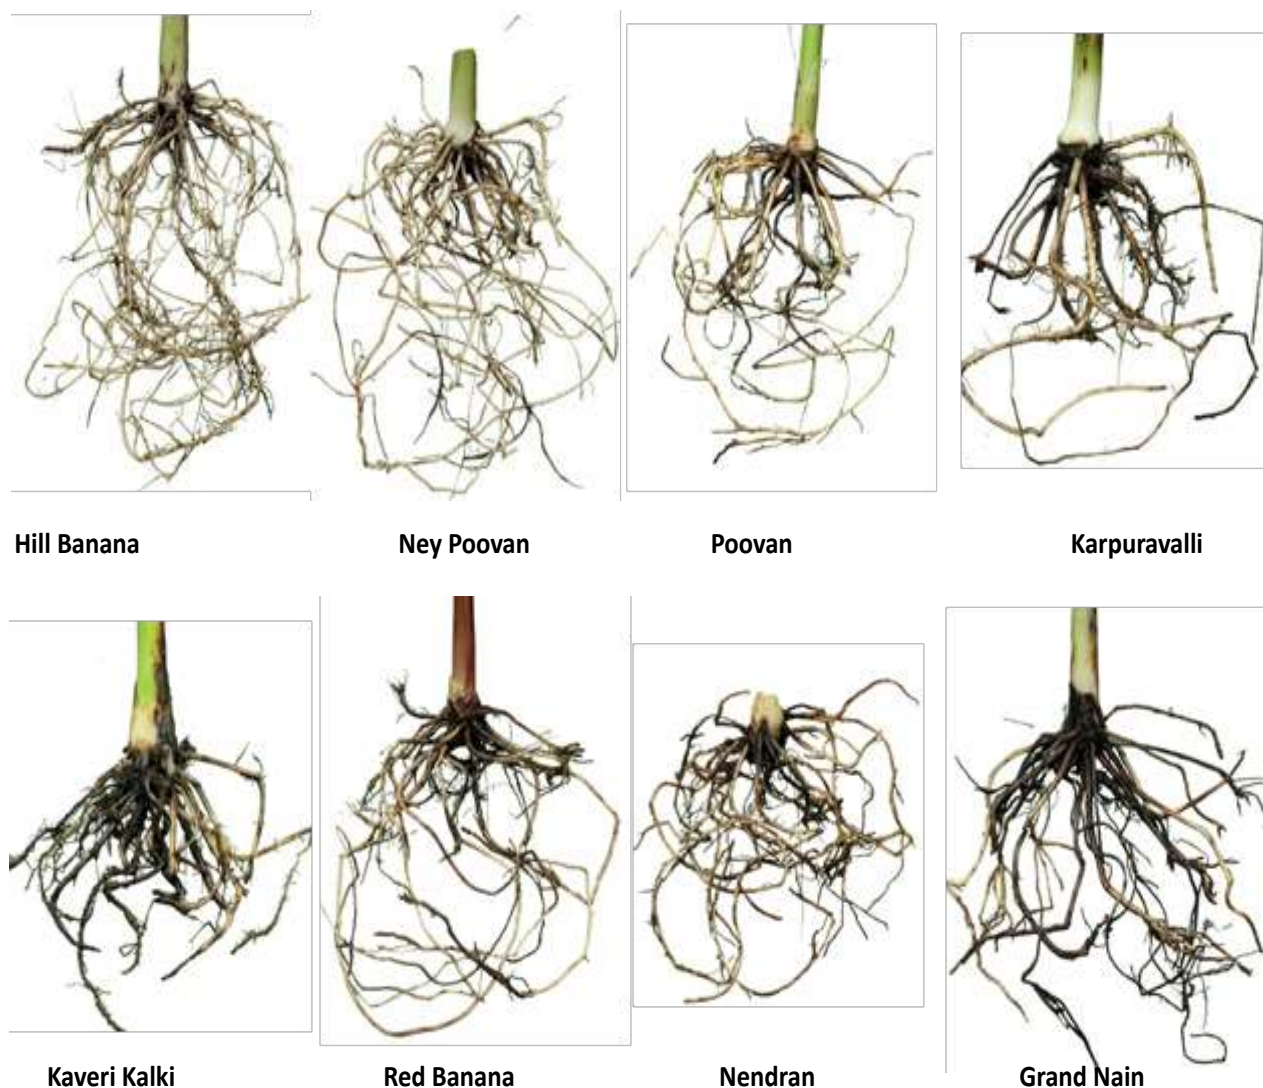 Hill Banana
Ney Poovan
Poovan
Karpuravalli
Kaveri Kalki
Red Banana
Nendran
Grand Nain